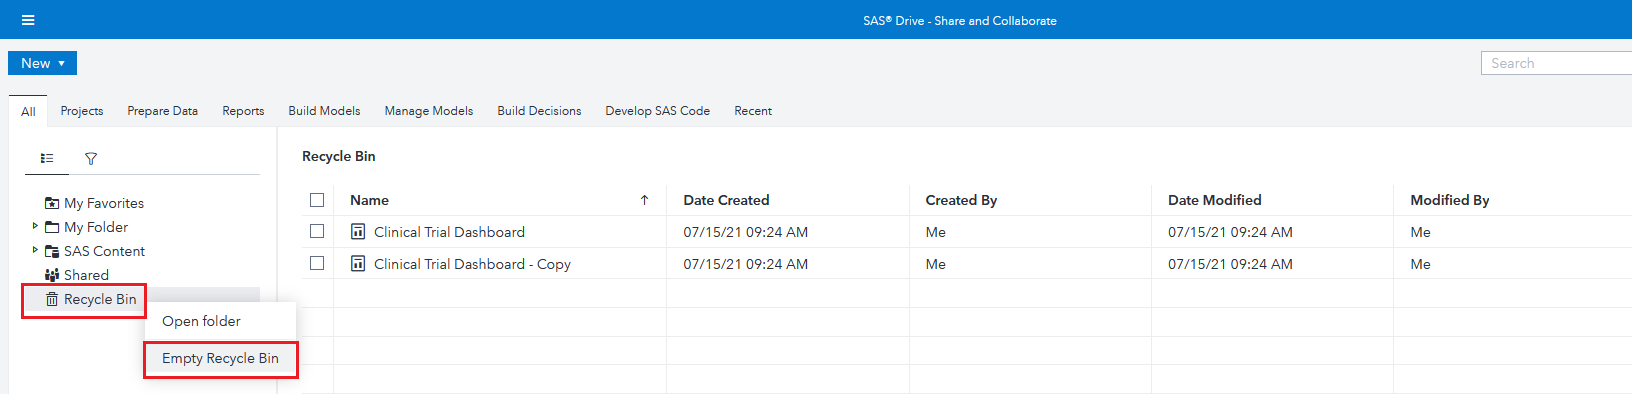 SAS® Drive - Share and Collaborate
New
Search
All Projects Prepare Data Reports Build Models Manage Models Build Decisions Develop SAS Code Recent
My Favorites
My Folder
SAS Content
Shared
Recycle Bin
Open folder
Empty Recycle Bin
Recycle Bin
Name Date Created Created By Date Modified Modified By
Clinical Trial Dashboard 07/15/21 09:24 AM Me 07/15/21 09:24 AM Me
Clinical Trial Dashboard - Copy 07/15/21 09:24 AM Me 07/15/21 09:24 AM Me